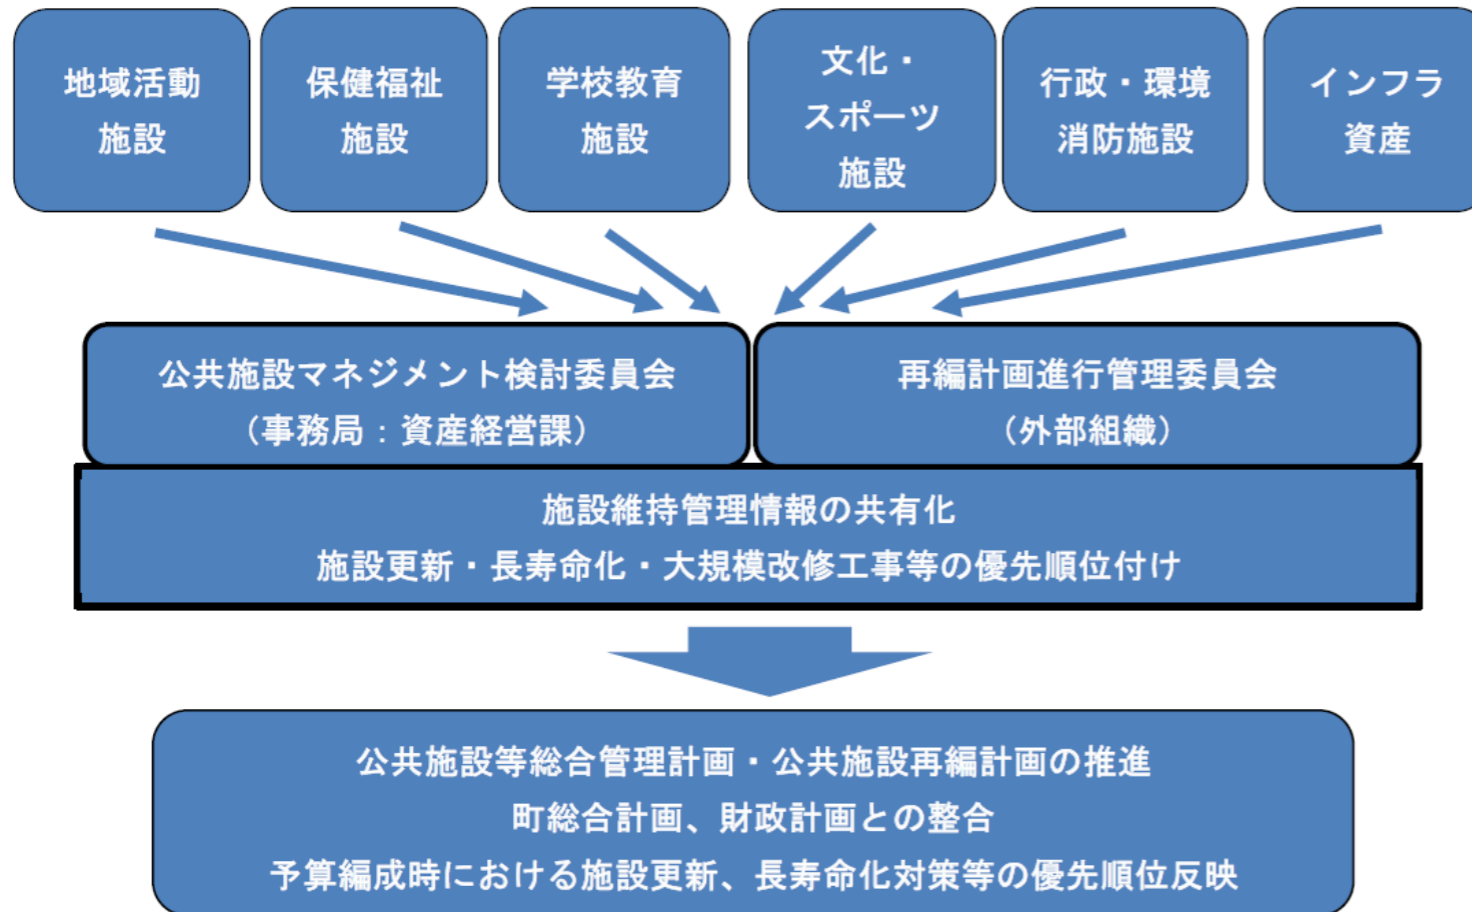 地域活動
施設
保健福祉
施設
学校教育
施設
文化・
スポーツ
施設
行政・環境
消防施設
インフラ
資産
公共施設マネジメント検討委員会
（事務局：資産経営課）
再編計画進行管理委員会
（外部組織）
施設維持管理情報の共有化
施設更新・長寿命化・大規模改修工事等の優先順位付け
公共施設等総合管理計画・公共施設再編計画の推進
町総合計画、財政計画との整合
予算編成時における施設更新、長寿命化対策等の優先順位反映